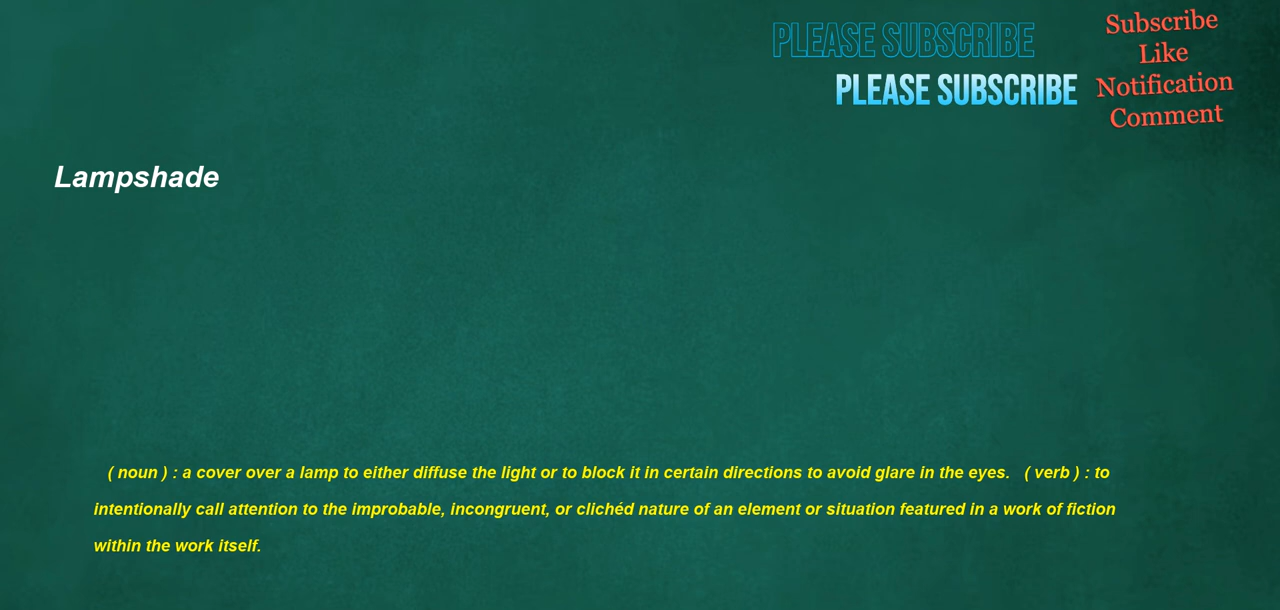 PLEASE SUBSCRIBE
PLEASE SUBSCRIBE
Subscribe
Like
Notification
Comment
Lampshade
( noun ) : a cover over a lamp to either diffuse the light or to block it in certain directions to avoid glare in the eyes. ( verb ) : to
intentionally call attention to the improbable, incongruent, or clichéd nature of an element or situation featured in a work of fiction
within the work itself.